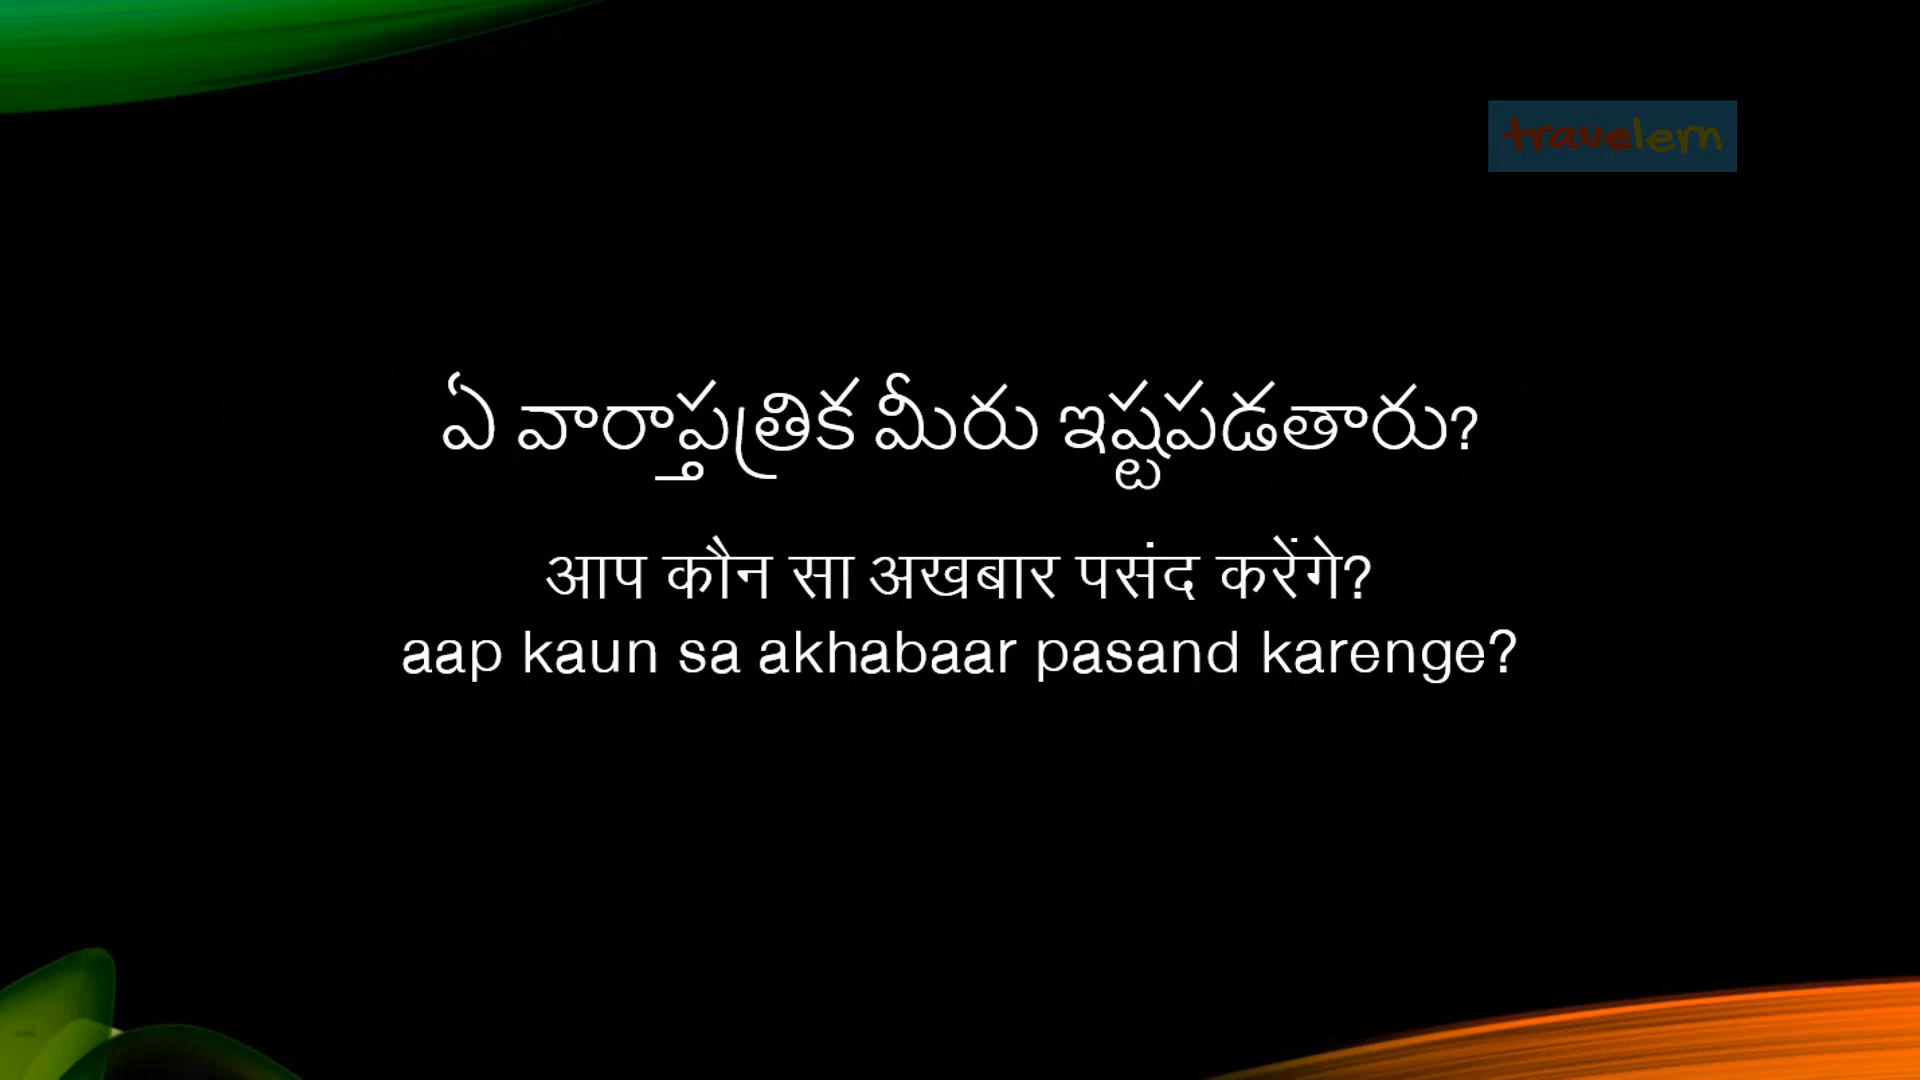 travelern
ఏ వార్తాపత్రిక మీరు ఇష్టపడతారు?
आप कौन सा अखबार पसंद करेंगे?
aap kaun sa akhabaar pasand karenge?